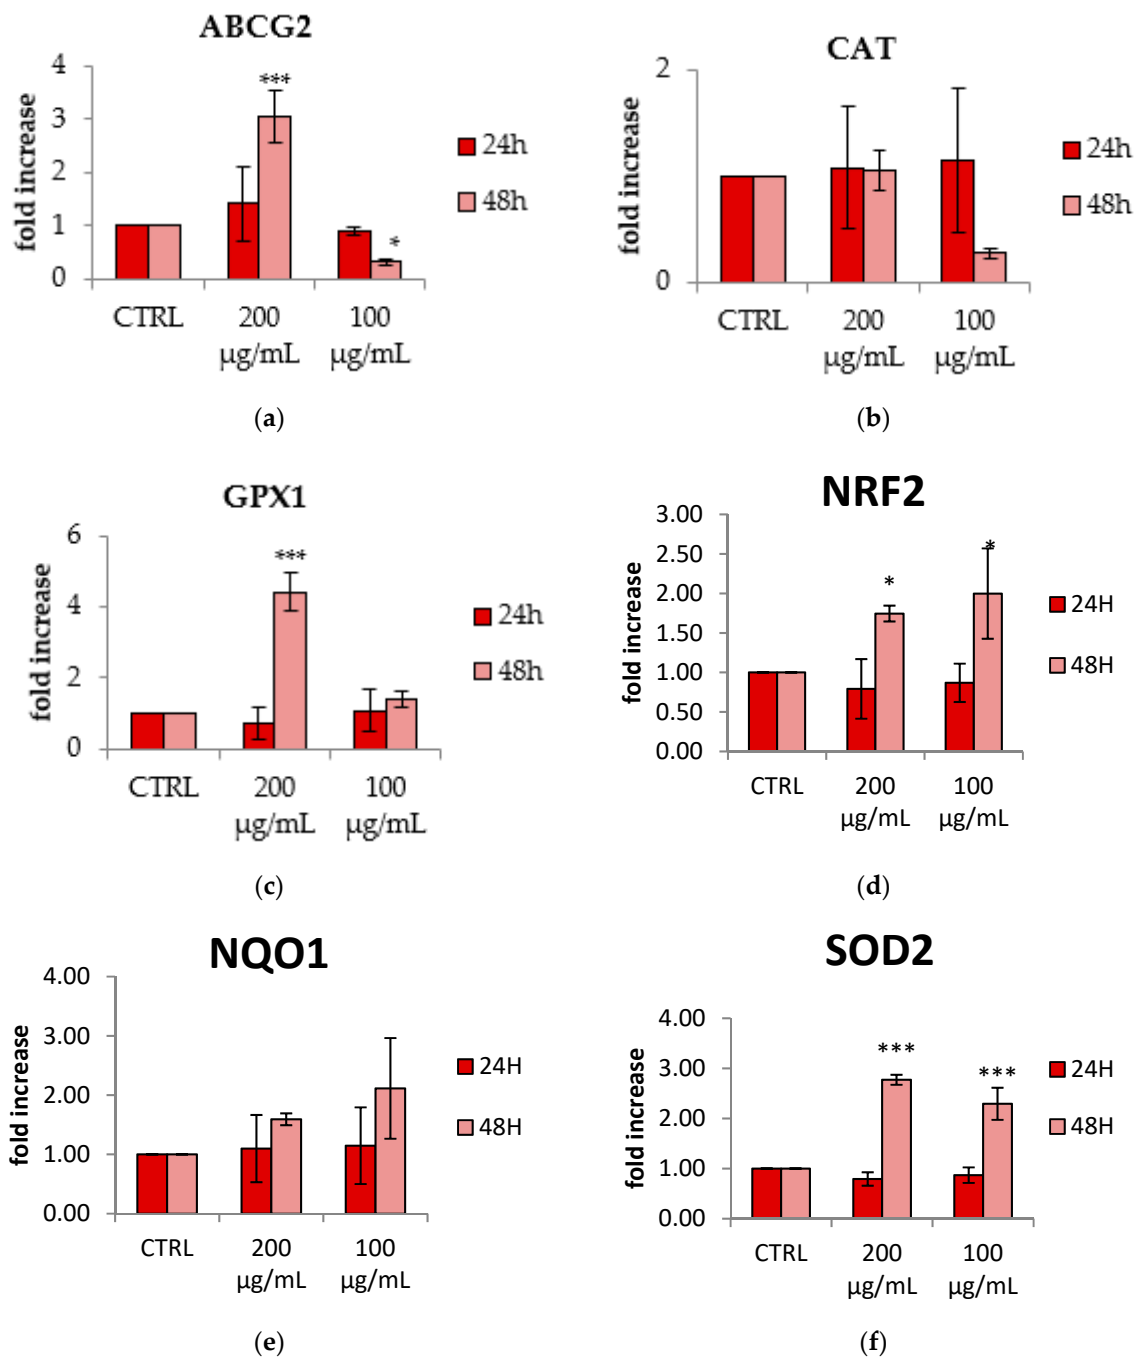 ABCG2
fold increase
4
3
2
1
0
***
*
24h
48h
CTRL
200
µg/mL
100
µg/mL
(a)
CAT
fold increase
2
1
0
24h
48h
CTRL
200
µg/mL
100
µg/mL
(b)
GPX1
fold increase
6
4
2
0
***
24h
48h
CTRL
200
µg/mL
100
µg/mL
(c)
NRF2
fold increase
3.00
2.50
2.00
1.50
1.00
0.50
0.00
*
*
24H
48H
CTRL
200
µg/mL
100
µg/mL
(d)
NQO1
fold increase
4.00
3.00
2.00
1.00
0.00
24H
48H
CTRL
200
µg/mL
100
µg/mL
(e)
SOD2
fold increase
4.00
3.00
2.00
1.00
0.00
***
***
24H
48H
CTRL
200
µg/mL
100
µg/mL
(f)